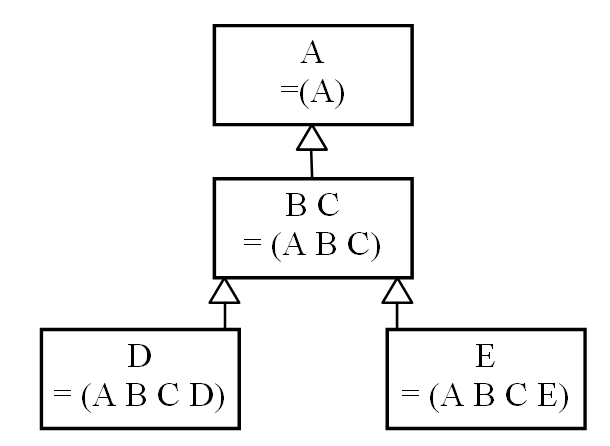 A
=(A)
B C
= (A B C)
D
= (A B C D)
E
= (A B C E)